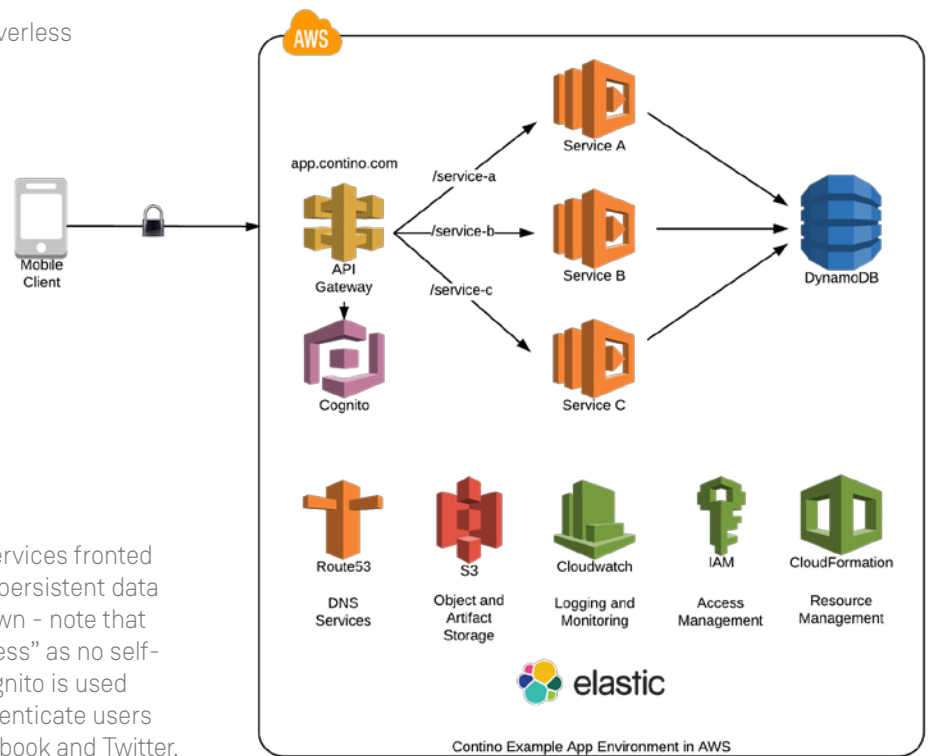 verless
AWS
app.contino.com
/service-a
/service-b
/service-c
Mobile
Client
API
Gateway
Cognito
Service A
Service B
Service C
DynamoDB
Route53
S3
Cloudwatch
IAM
CloudFormation
DNS
Services
Object and
Artifact
Storage
Logging and
Monitoring
Access
Management
Resource
Management
elastic
Contino Example App Environment in AWS
ervices fronted
persistent data
wn - note that
ess” as no self-
gnito is used
enticate users
book and Twitter.